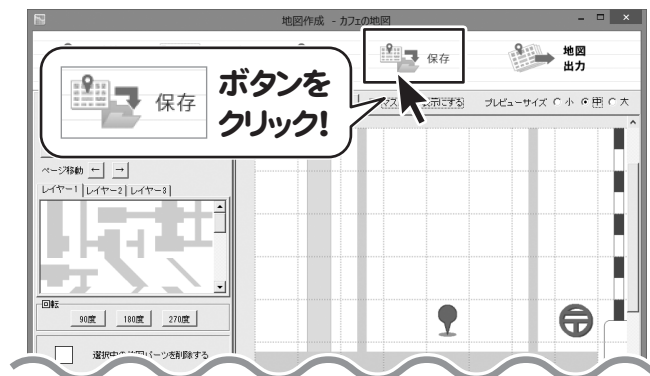 地図作成 - カフェの地図
保存
地図
出力
保存
ボタンを
クリック!
マス
表示にする
プレビューサイズ 小 中 大
ページ移動 ← →
レイヤー1 レイヤー2 レイヤー3
回転
90度 180度 270度
選択中の地図パーツを削除する